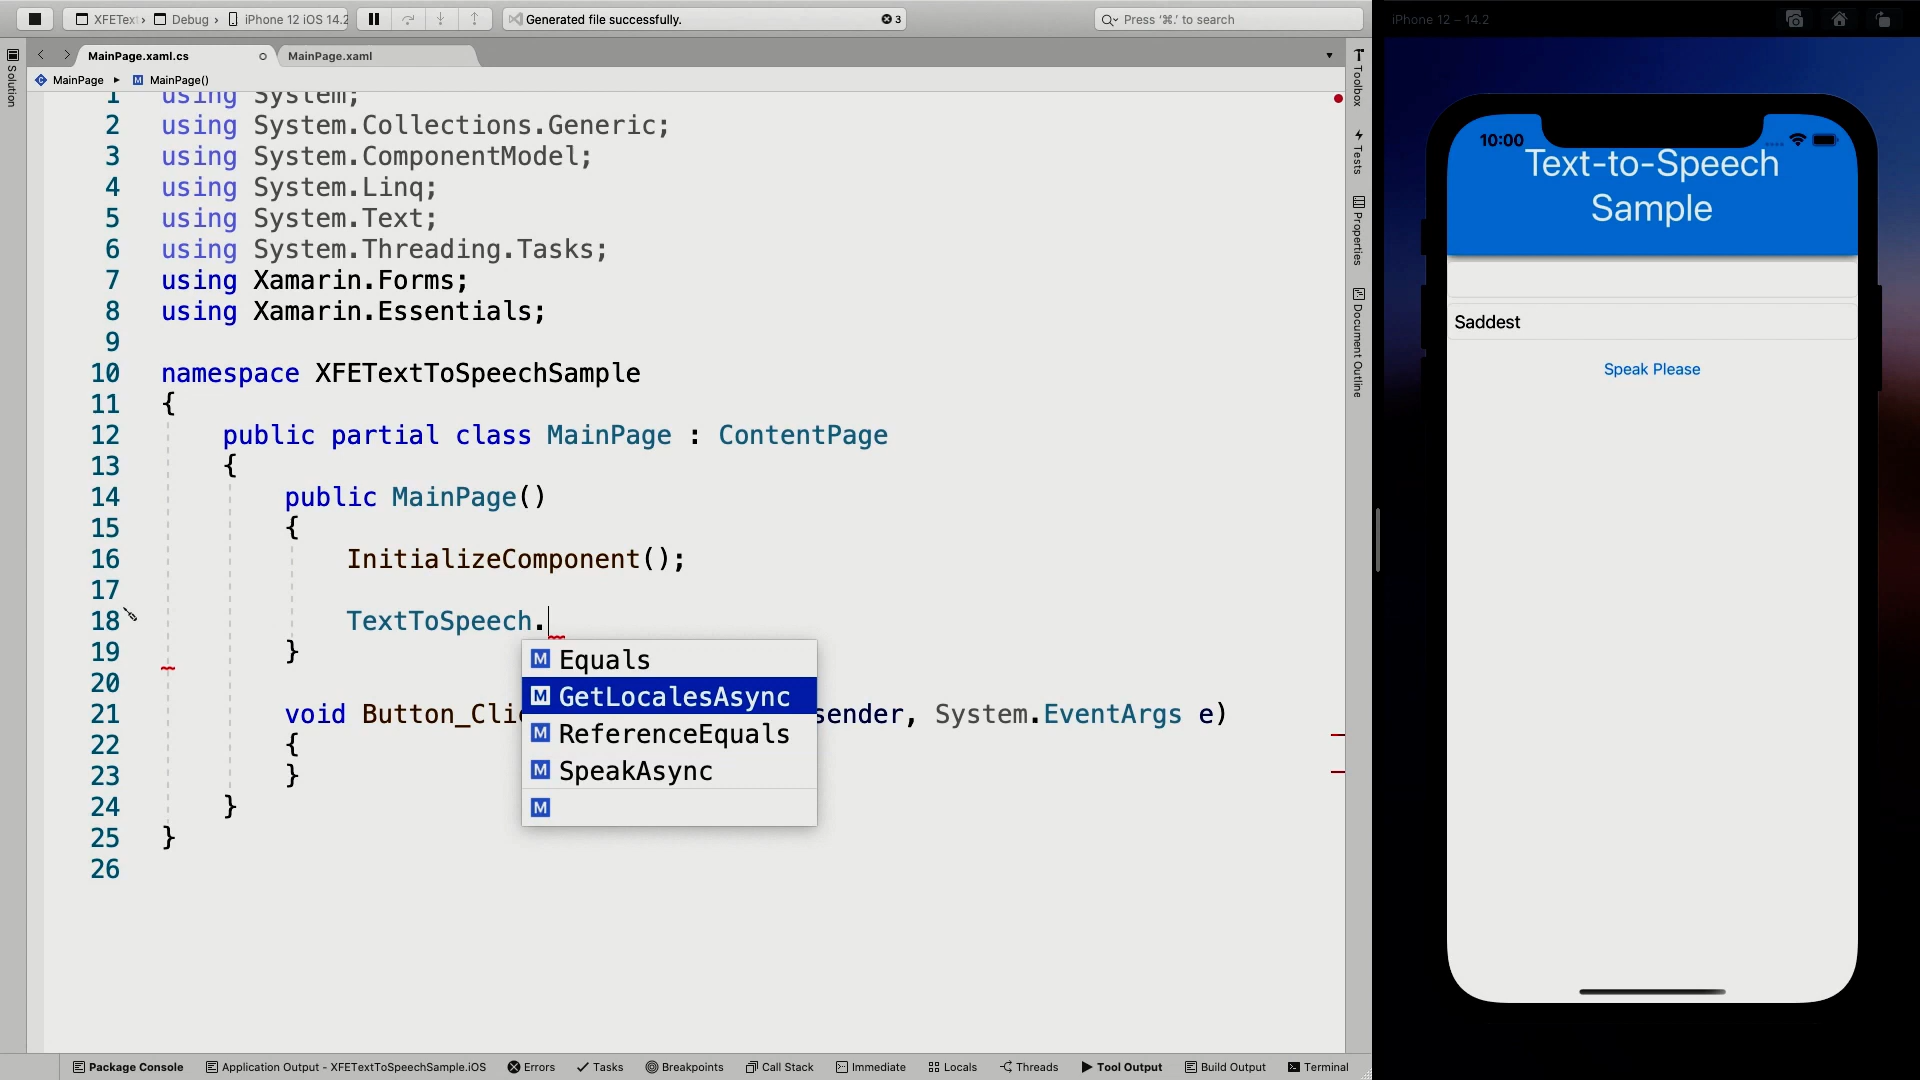 XFETex
Debug
iPhone 12 iOS 14.2
Generated file successfully.
3
Press ‘⌘.’ to search
iPhone 12 – 14.2
MainPage.xaml.cs
MainPage.xaml
MainPage
MainPage()
Solution
Toolbox
Tests
Properties
Document Outline
1 using System;
2 using System.Collections.Generic;
3 using System.ComponentModel;
4 using System.Linq;
5 using System.Text;
6 using System.Threading.Tasks;
7 using Xamarin.Forms;
8 using Xamarin.Essentials;
9
10 namespace XFETextToSpeechSample
11 {
12 public partial class MainPage : ContentPage
13 {
14 public MainPage()
15 {
16 InitializeComponent();
17
18 TextToSpeech.
19 }
20
21 void Button_Clic sender, System.EventArgs e)
22 {
23 }
24 }
25 }
26
Equals
GetLocalesAsync
ReferenceEquals
SpeakAsync
10:00
Text-to-Speech
Sample
Saddest
Speak Please
Package Console
Application Output - XFETextToSpeechSample.iOS
Errors
Tasks
Breakpoints
Call Stack
Immediate
Locals
Threads
Tool Output
Build Output
Terminal